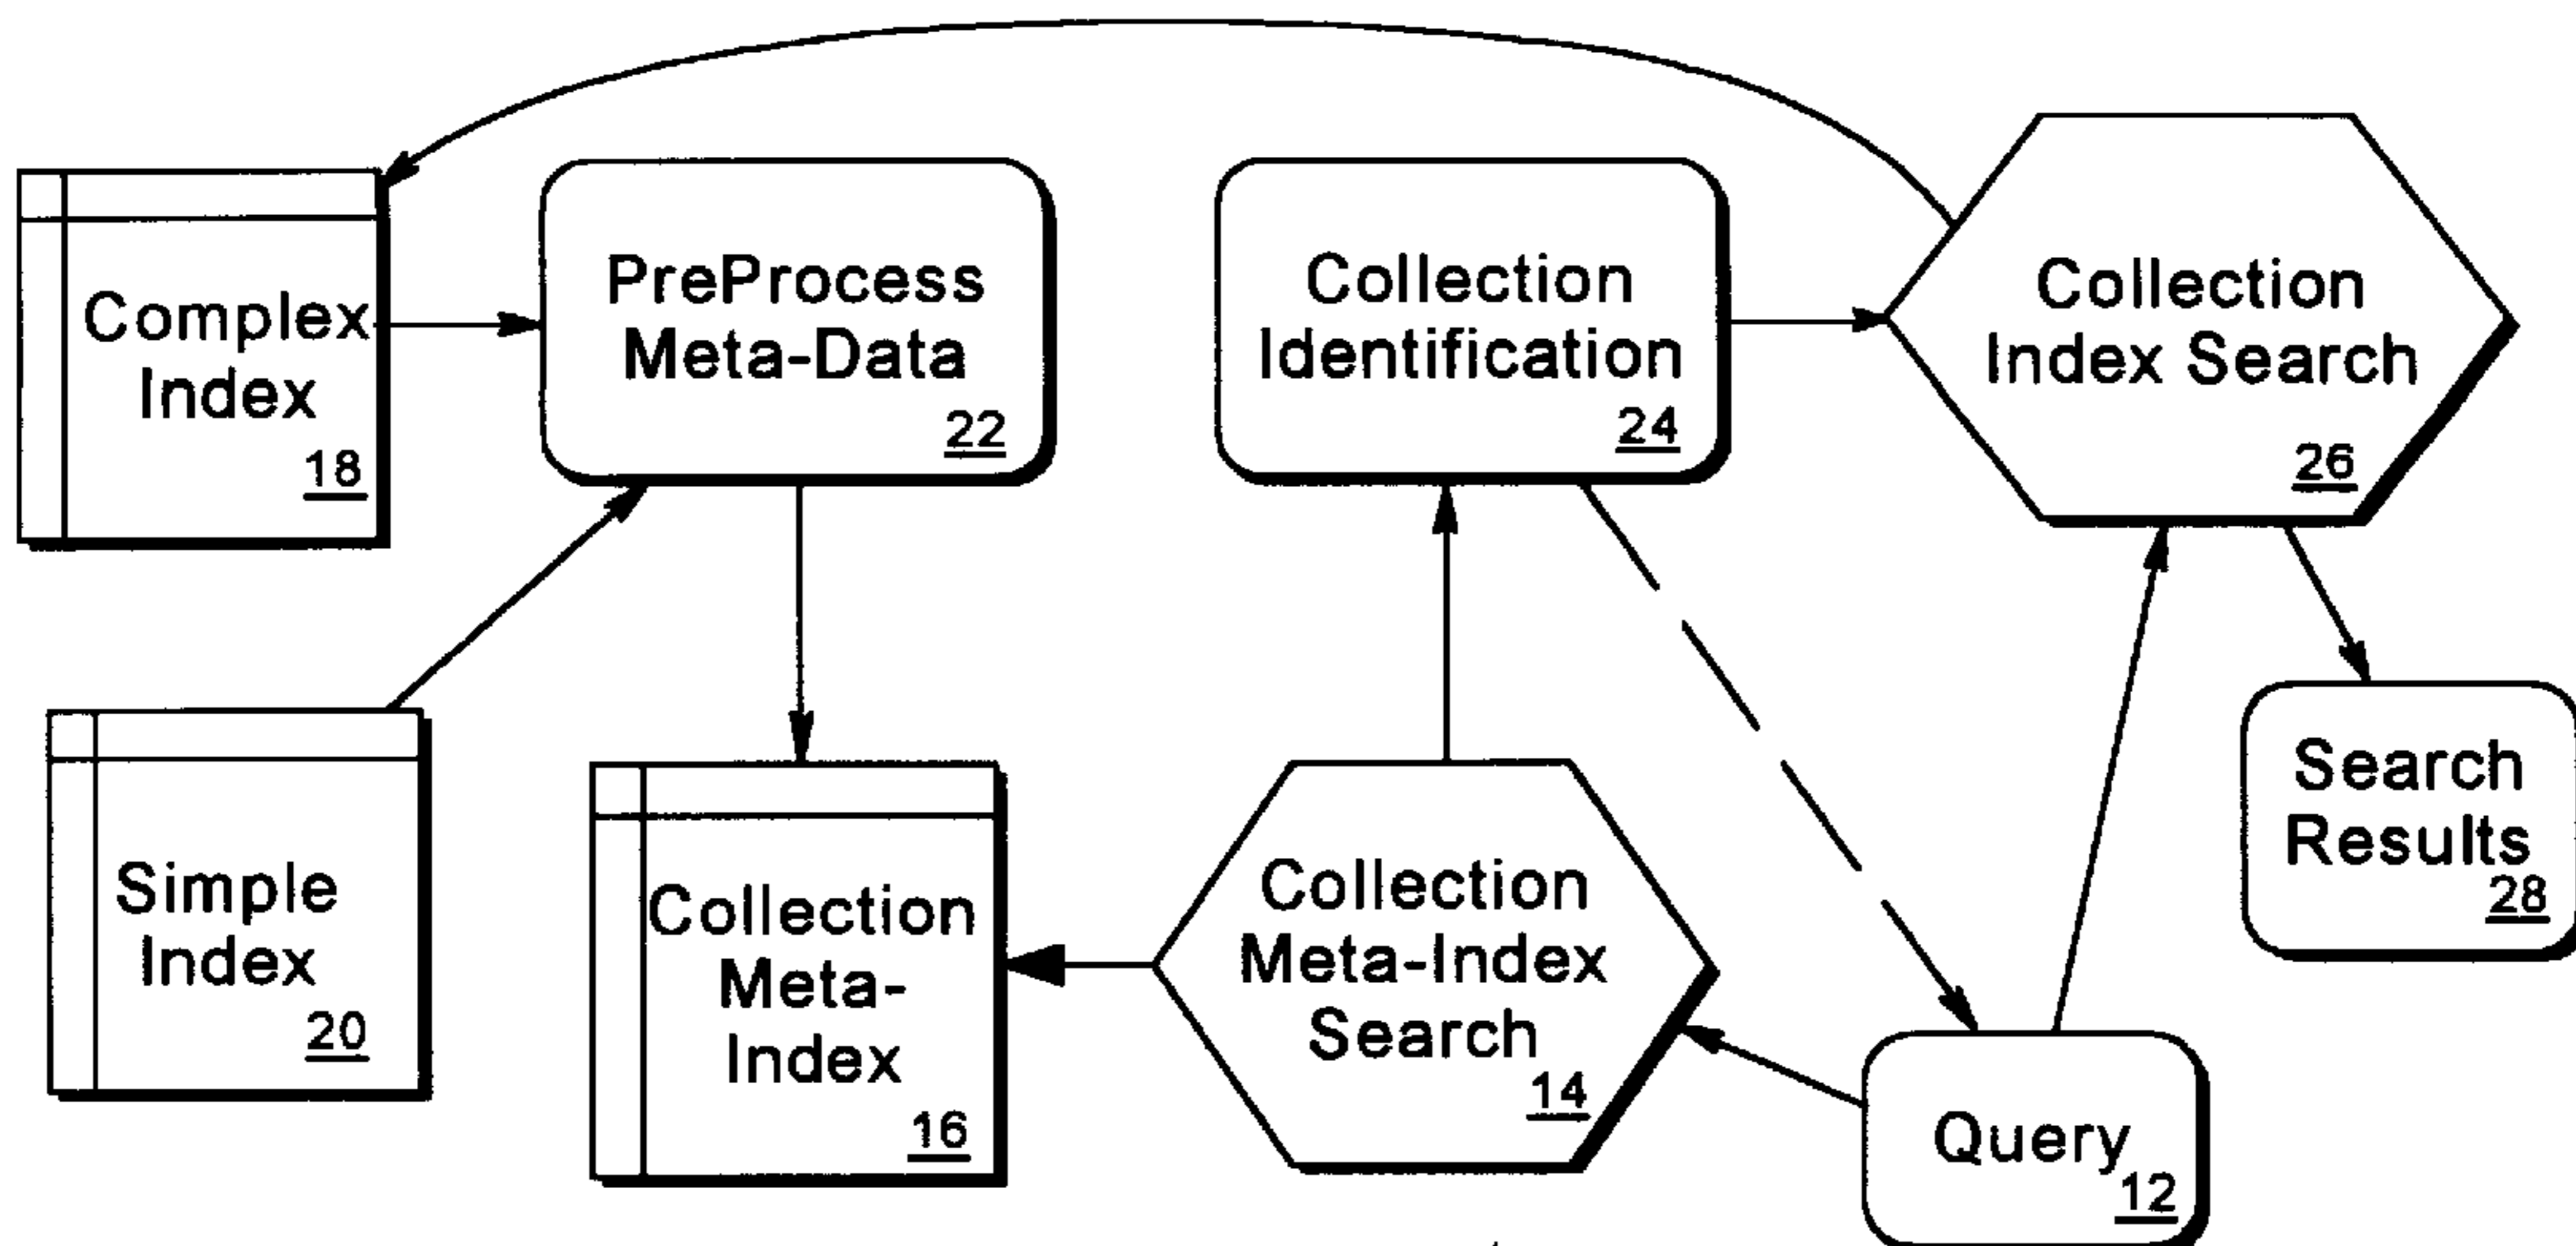 Complex
Index
18
PreProcess
Meta-Data
22
Collection
Identification
24
Collection
Index Search
26
Simple
Index
20
Collection
Meta-
Index
16
Collection
Meta-Index
Search
14
Query
12
Search
Results
28